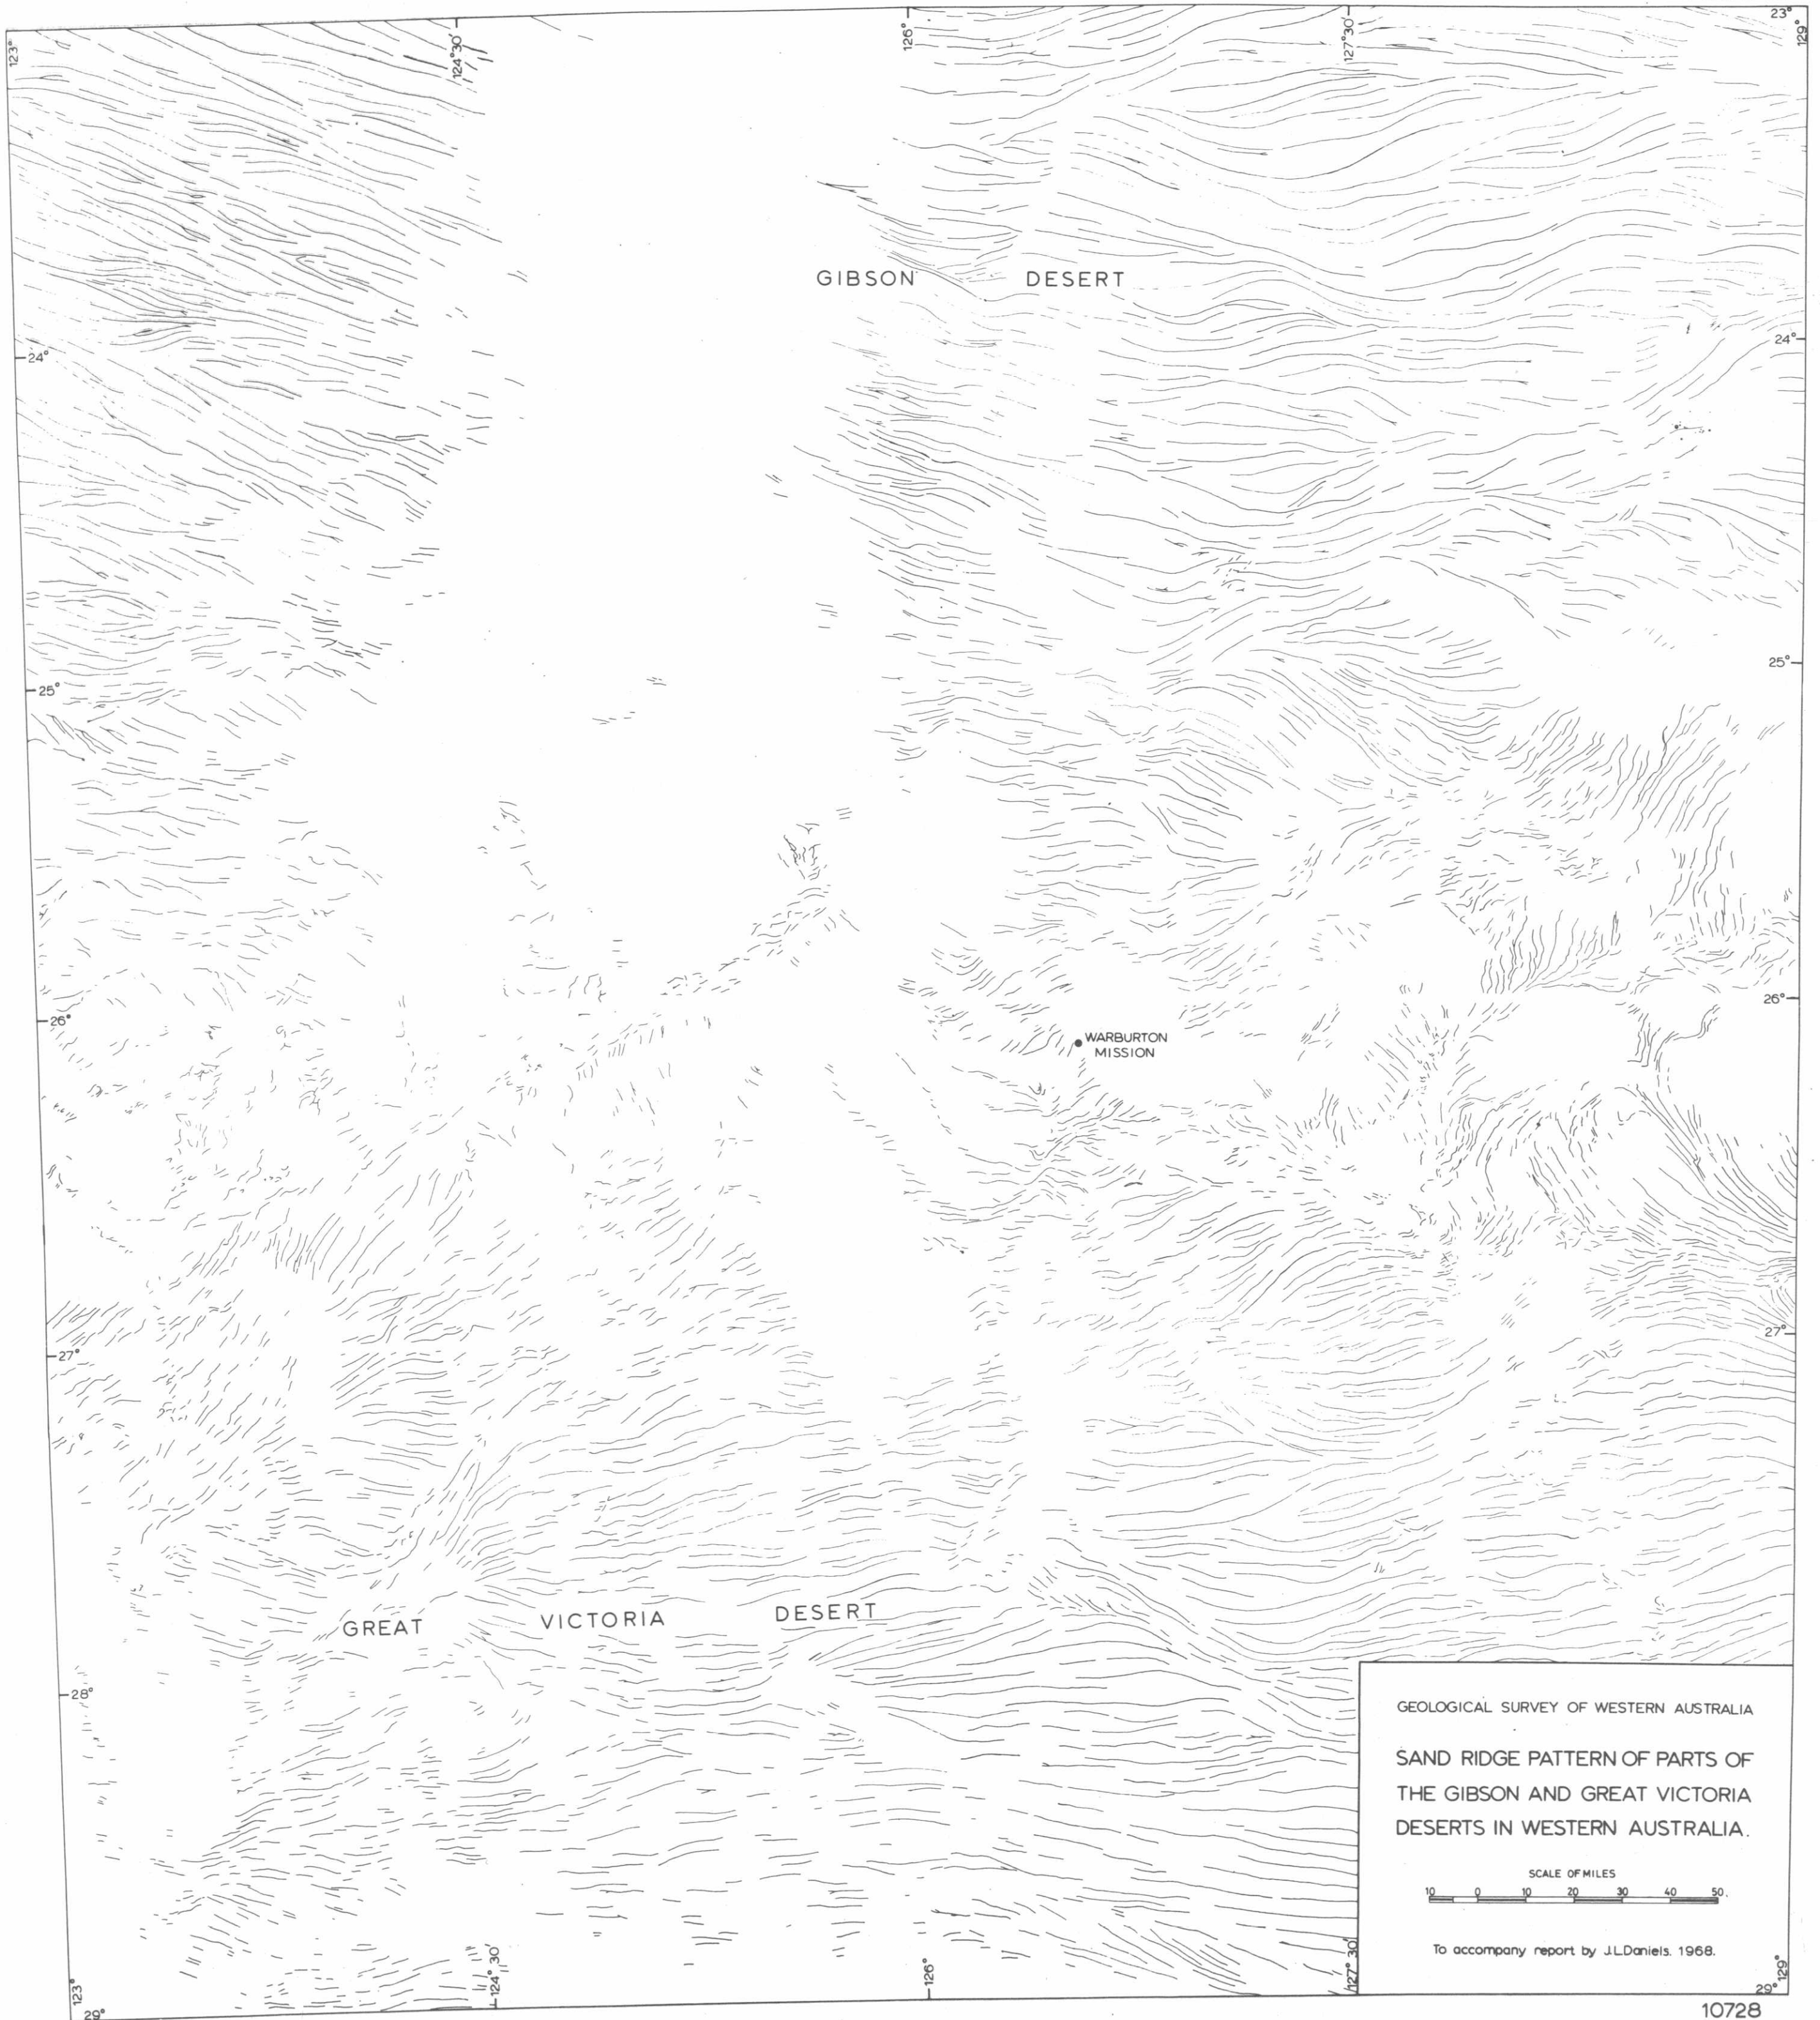 123°
124°30'
126°
127°30'
23°
129°
GIBSON DESERT
24°
24°
25°
25°
26°
26°
WARBURTON
MISSION
27°
27°
GREAT VICTORIA DESERT
28°
GEOLOGICAL SURVEY OF WESTERN AUSTRALIA
SAND RIDGE PATTERN OF PARTS OF
THE GIBSON AND GREAT VICTORIA
DESERTS IN WESTERN AUSTRALIA.
SCALE OF MILES
10 0 10 20 30 40 50.
To accompany report by J.L.Daniels. 1968.
123°
29°
124° 30'
126°
127° 30'
29°
129°
10728